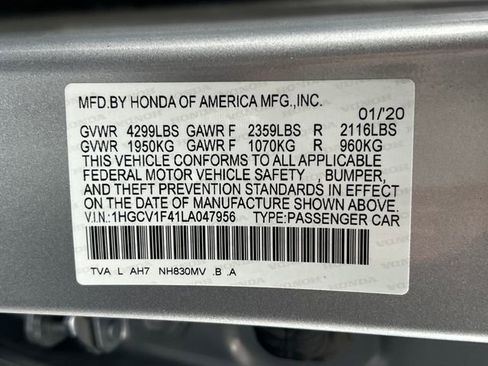 MFD.BY HONDA OF AMERICA MFG.,INC.
01/'20
GVWR 4299LBS GAWR F 2359LBS R 2116LBS
GVWR 1950KG GAWR F 1070KG R 960KG
THIS VEHICLE CONFORMS TO ALL APPLICABLE
FEDERAL MOTOR VEHICLE SAFETY , BUMPER,
AND THEFT PREVENTION STANDARDS IN EFFECT
ON THE DATE OF MANUFACTURE SHOWN ABOVE.
V.I.N.:1HGCV1F41LA047956 TYPE:PASSENGER CAR
TVA L AH7 NH830MV .B .A